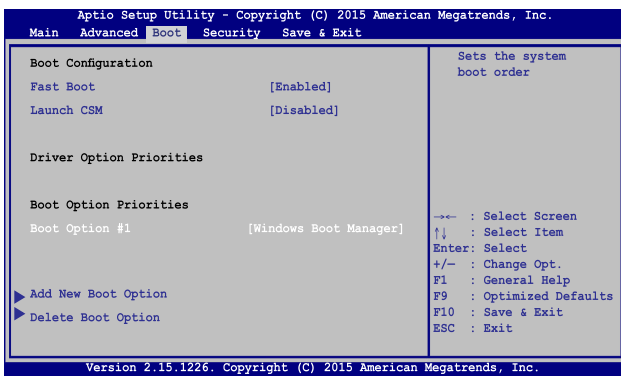 Aptio Setup Utility - Copyright (C) 2015 American Megatrends, Inc.
Main Advanced Boot Security Save & Exit
Boot Configuration
Fast Boot [Enabled]
Launch CSM [Disabled]
Driver Option Priorities
Boot Option Priorities
Boot Option #1 [Windows Boot Manager]
Add New Boot Option
Delete Boot Option
Sets the system
boot order
→← : Select Screen
↑↓ : Select Item
Enter: Select
+/— : Change Opt.
F1 : General Help
F9 : Optimized Defaults
F10 : Save & Exit
ESC : Exit
Version 2.15.1226. Copyright (C) 2015 American Megatrends, Inc.